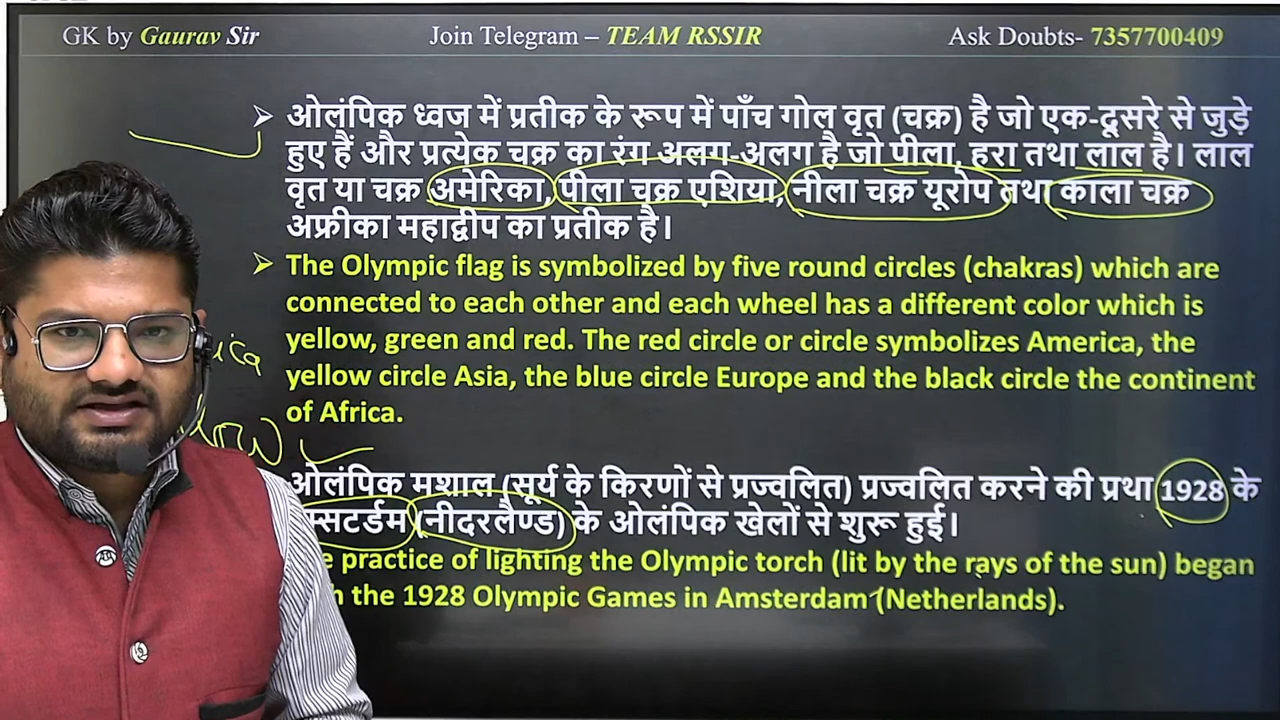 GK by Gaurav Sir Join Telegram – TEAM RSSIR Ask Doubts- 7357700409
ओलंपिक ध्वज में प्रतीक के रूप में पाँच गोल वृत (चक्र) है जो एक-दूसरे से जुड़े
हुए हैं और प्रत्येक चक्र का रंग अलग-अलग है जो पीला, हरा तथा लाल है। लाल
वृत या चक्र अमेरिका, पीला चक्र एशिया, नीला चक्र यूरोप तथा काला चक्र
अफ्रीका महाद्वीप का प्रतीक है।
The Olympic flag is symbolized by five round circles (chakras) which are
connected to each other and each wheel has a different color which is
yellow, green and red. The red circle or circle symbolizes America, the
yellow circle Asia, the blue circle Europe and the black circle the continent
of Africa.
ओलंपिक मशाल (सूर्य के किरणों से प्रज्वलित) प्रज्वलित करने की प्रथा 1928 के
(नीदरलैण्ड) के ओलंपिक खेलों से शुरू हुई।
practice of lighting the Olympic torch (lit by the rays of the sun) began
the 1928 Olympic Games in Amsterdam (Netherlands).